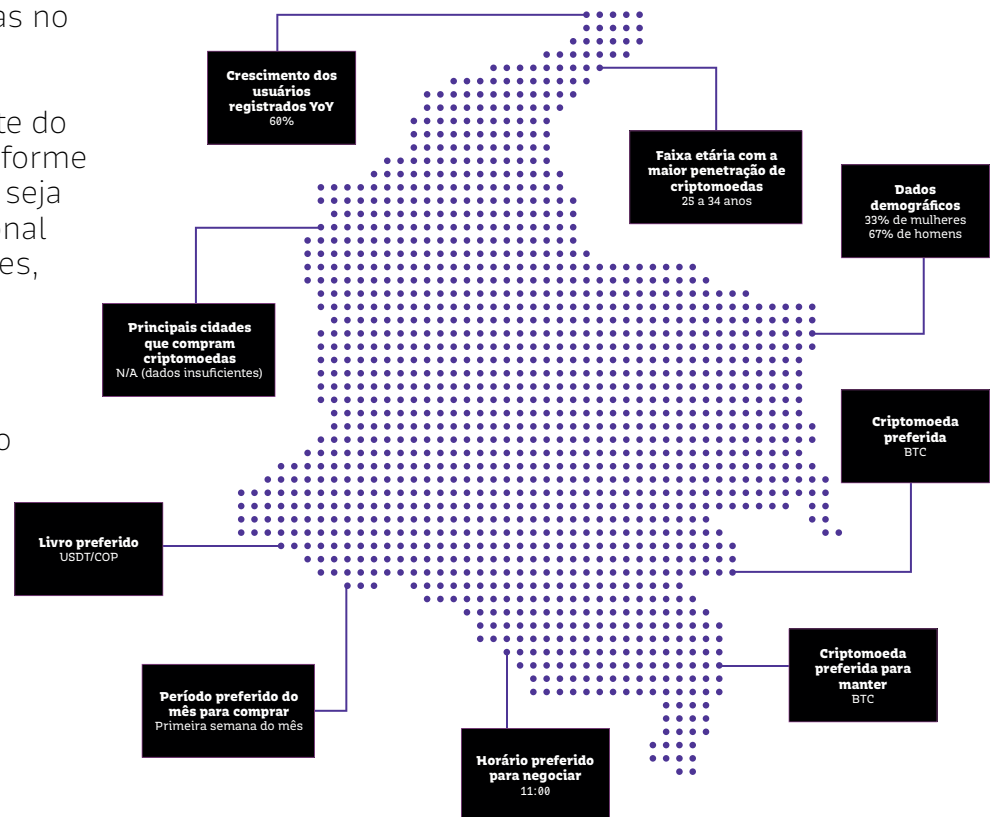 as no
te do
forme
seja
nal
es,
o
Crescimento dos
usuários
registrados YoY
60%
Faixa etária com a
maior penetração de
criptomoedas
25 a 34 anos
Dados
demográficos
33% de mulheres
67% de homens
Principais cidades
que compram
criptomoedas
N/A (dados insuficientes)
Criptomoeda
preferida
BTC
Livro preferido
USDT/COP
Criptomoeda
preferida para
manter
BTC
Período preferido do
mês para comprar
Primeira semana do mês
Horário preferido
para negociar
11:00